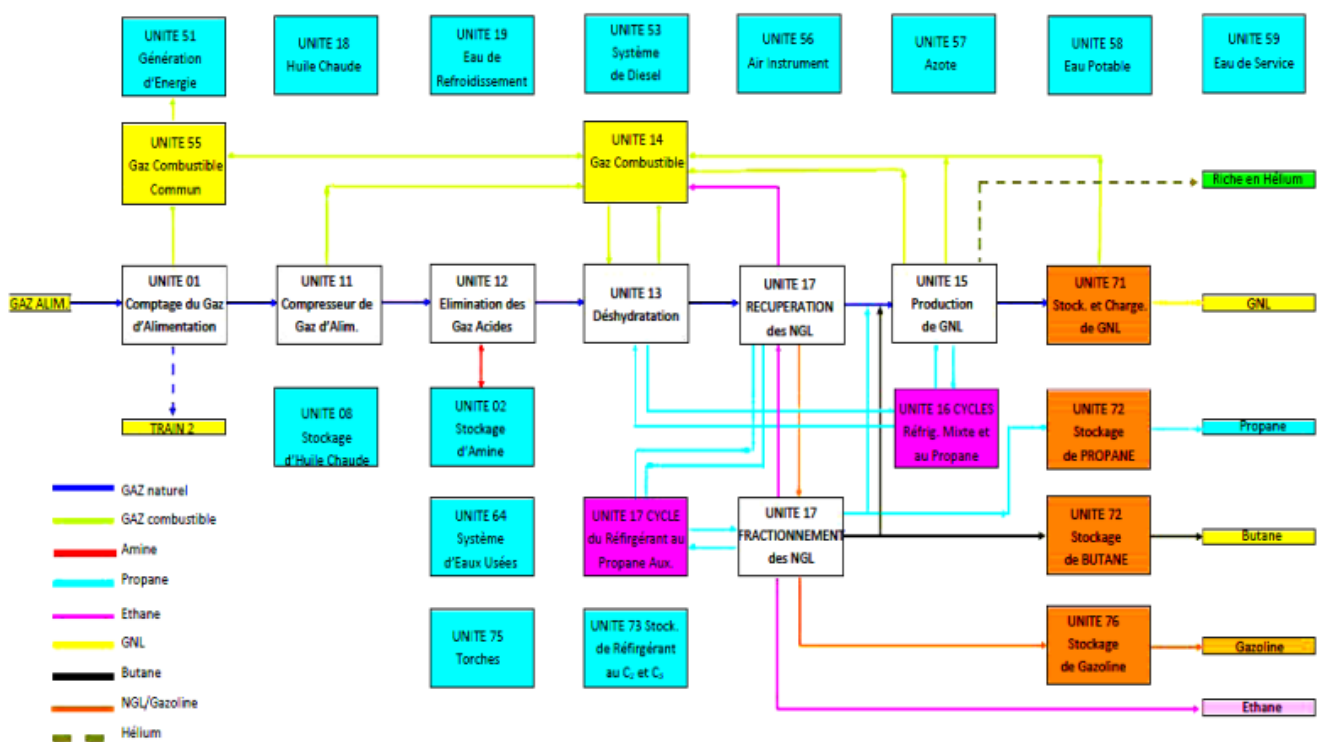 UNITE 51
Génération
d'Energie
UNITE 18
Huile Chaude
UNITE 19
Eau de
Refroidissement
UNITE 53
Système
de Diesel
UNITE 56
Air Instrument
UNITE 57
Azote
UNITE 58
Eau Potable
UNITE 59
Eau de Service
UNITE 55
Gaz Combustible
Commun
UNITE 14
Gaz Combustible
Riche en Hélium
GAZ ALIM.
UNITE 01
Comptage du Gaz
d'Alimentation
UNITE 11
Compresseur de
Gaz d'Alim.
UNITE 12
Elimination des
Gaz Acides
UNITE 13
Déshydratation
UNITE 17
RECUPERATION
des NGL
UNITE 15
Production
de GNL
UNITE 71
Stock. et Charge.
de GNL
GNL
TRAIN 2
UNITE 08
Stockage
d'Huile Chaude
UNITE 02
Stockage
d'Amine
UNITE 16 CYCLES
Réfrig. Mixte et
au Propane
UNITE 72
Stockage
de PROPANE
Propane
UNITE 64
Système
d'Eaux Usées
UNITE 17 CYCLE
du Réfirgérant au
Propane Aux.
UNITE 17
FRACTIONNEMENT
des NGL
UNITE 72
Stockage
de BUTANE
Butane
UNITE 75
Torches
UNITE 73 Stock.
de Réfirgérant
au C₂ et C₃
UNITE 76
Stockage
de Gazoline
Gazoline
Ethane
GAZ naturel
GAZ combustible
Amine
Propane
Ethane
GNL
Butane
NGL/Gazoline
Hélium